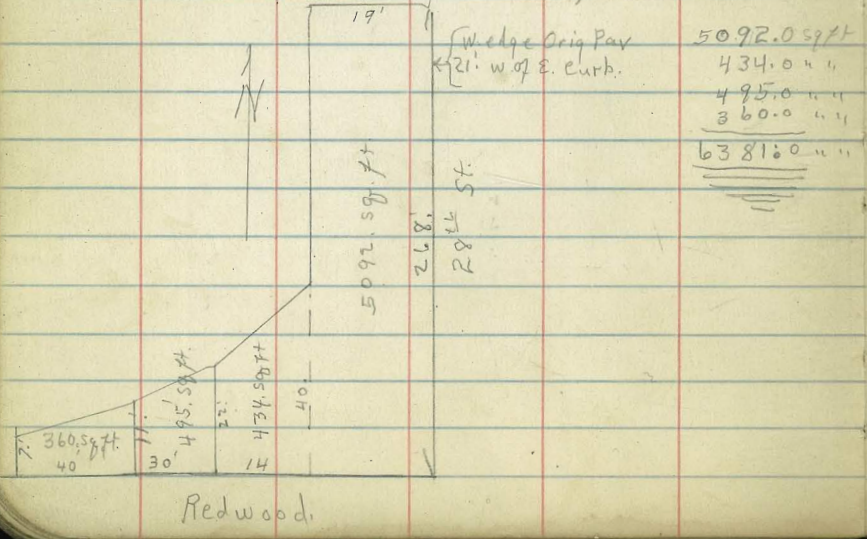 19'
W. edge Orig Pav
21' w. of E. Curb.
5092.0 sq ft
434.0 " "
495.0 " "
360.0 " "
6381.0 " "
N
5092. sq. ft.
268'
28th St.
7'
360. sq. ft.
40'
11'
495. sq. ft.
30'
22'
434. sq. ft
14
40.
Redwood.